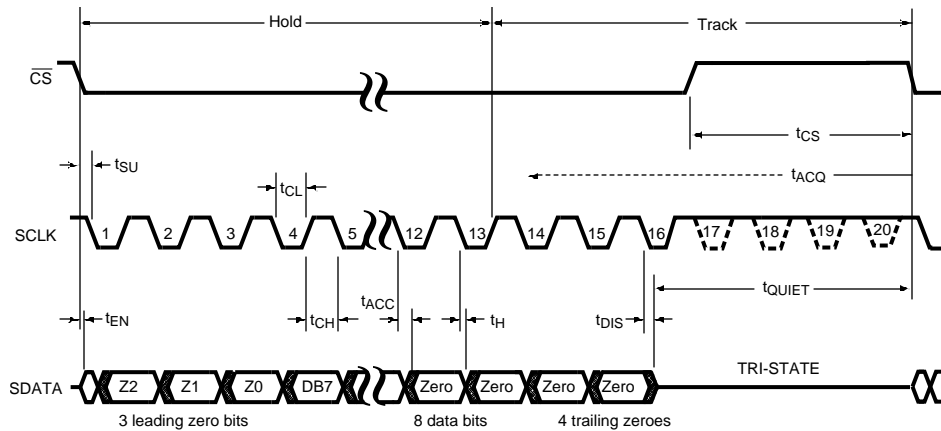 Hold Track
CS
tCS
tSU tCL tACQ
SCLK 1 2 3 4 5 12 13 14 15 16 17 18 19 20
tEN tCH tACC tH tDIS tQUIET
SDATA Z2 Z1 Z0 DB7 Zero Zero Zero Zero TRI-STATE
3 leading zero bits 8 data bits 4 trailing zeroes